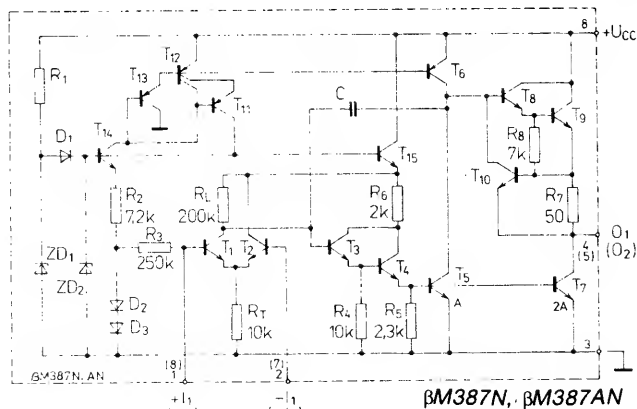 8 +Ucc
T12
T13
T6
R1
T11
C
T8
T9
D1
T14
T15
R8
7k
T10
R2
7,2k
RL
200k
R6
2k
R7
50
R3
250k
O1
4
(5)
(O2)
T1
T2
T3
T4
T5
A
T7
2A
ZD1
ZD2
D2
D3
RT
10k
R4
10k
R5
2,3k
3
βM387N, AN
(8)
1
(7)
2
+I1
(-)I1
βM387N, βM387AN